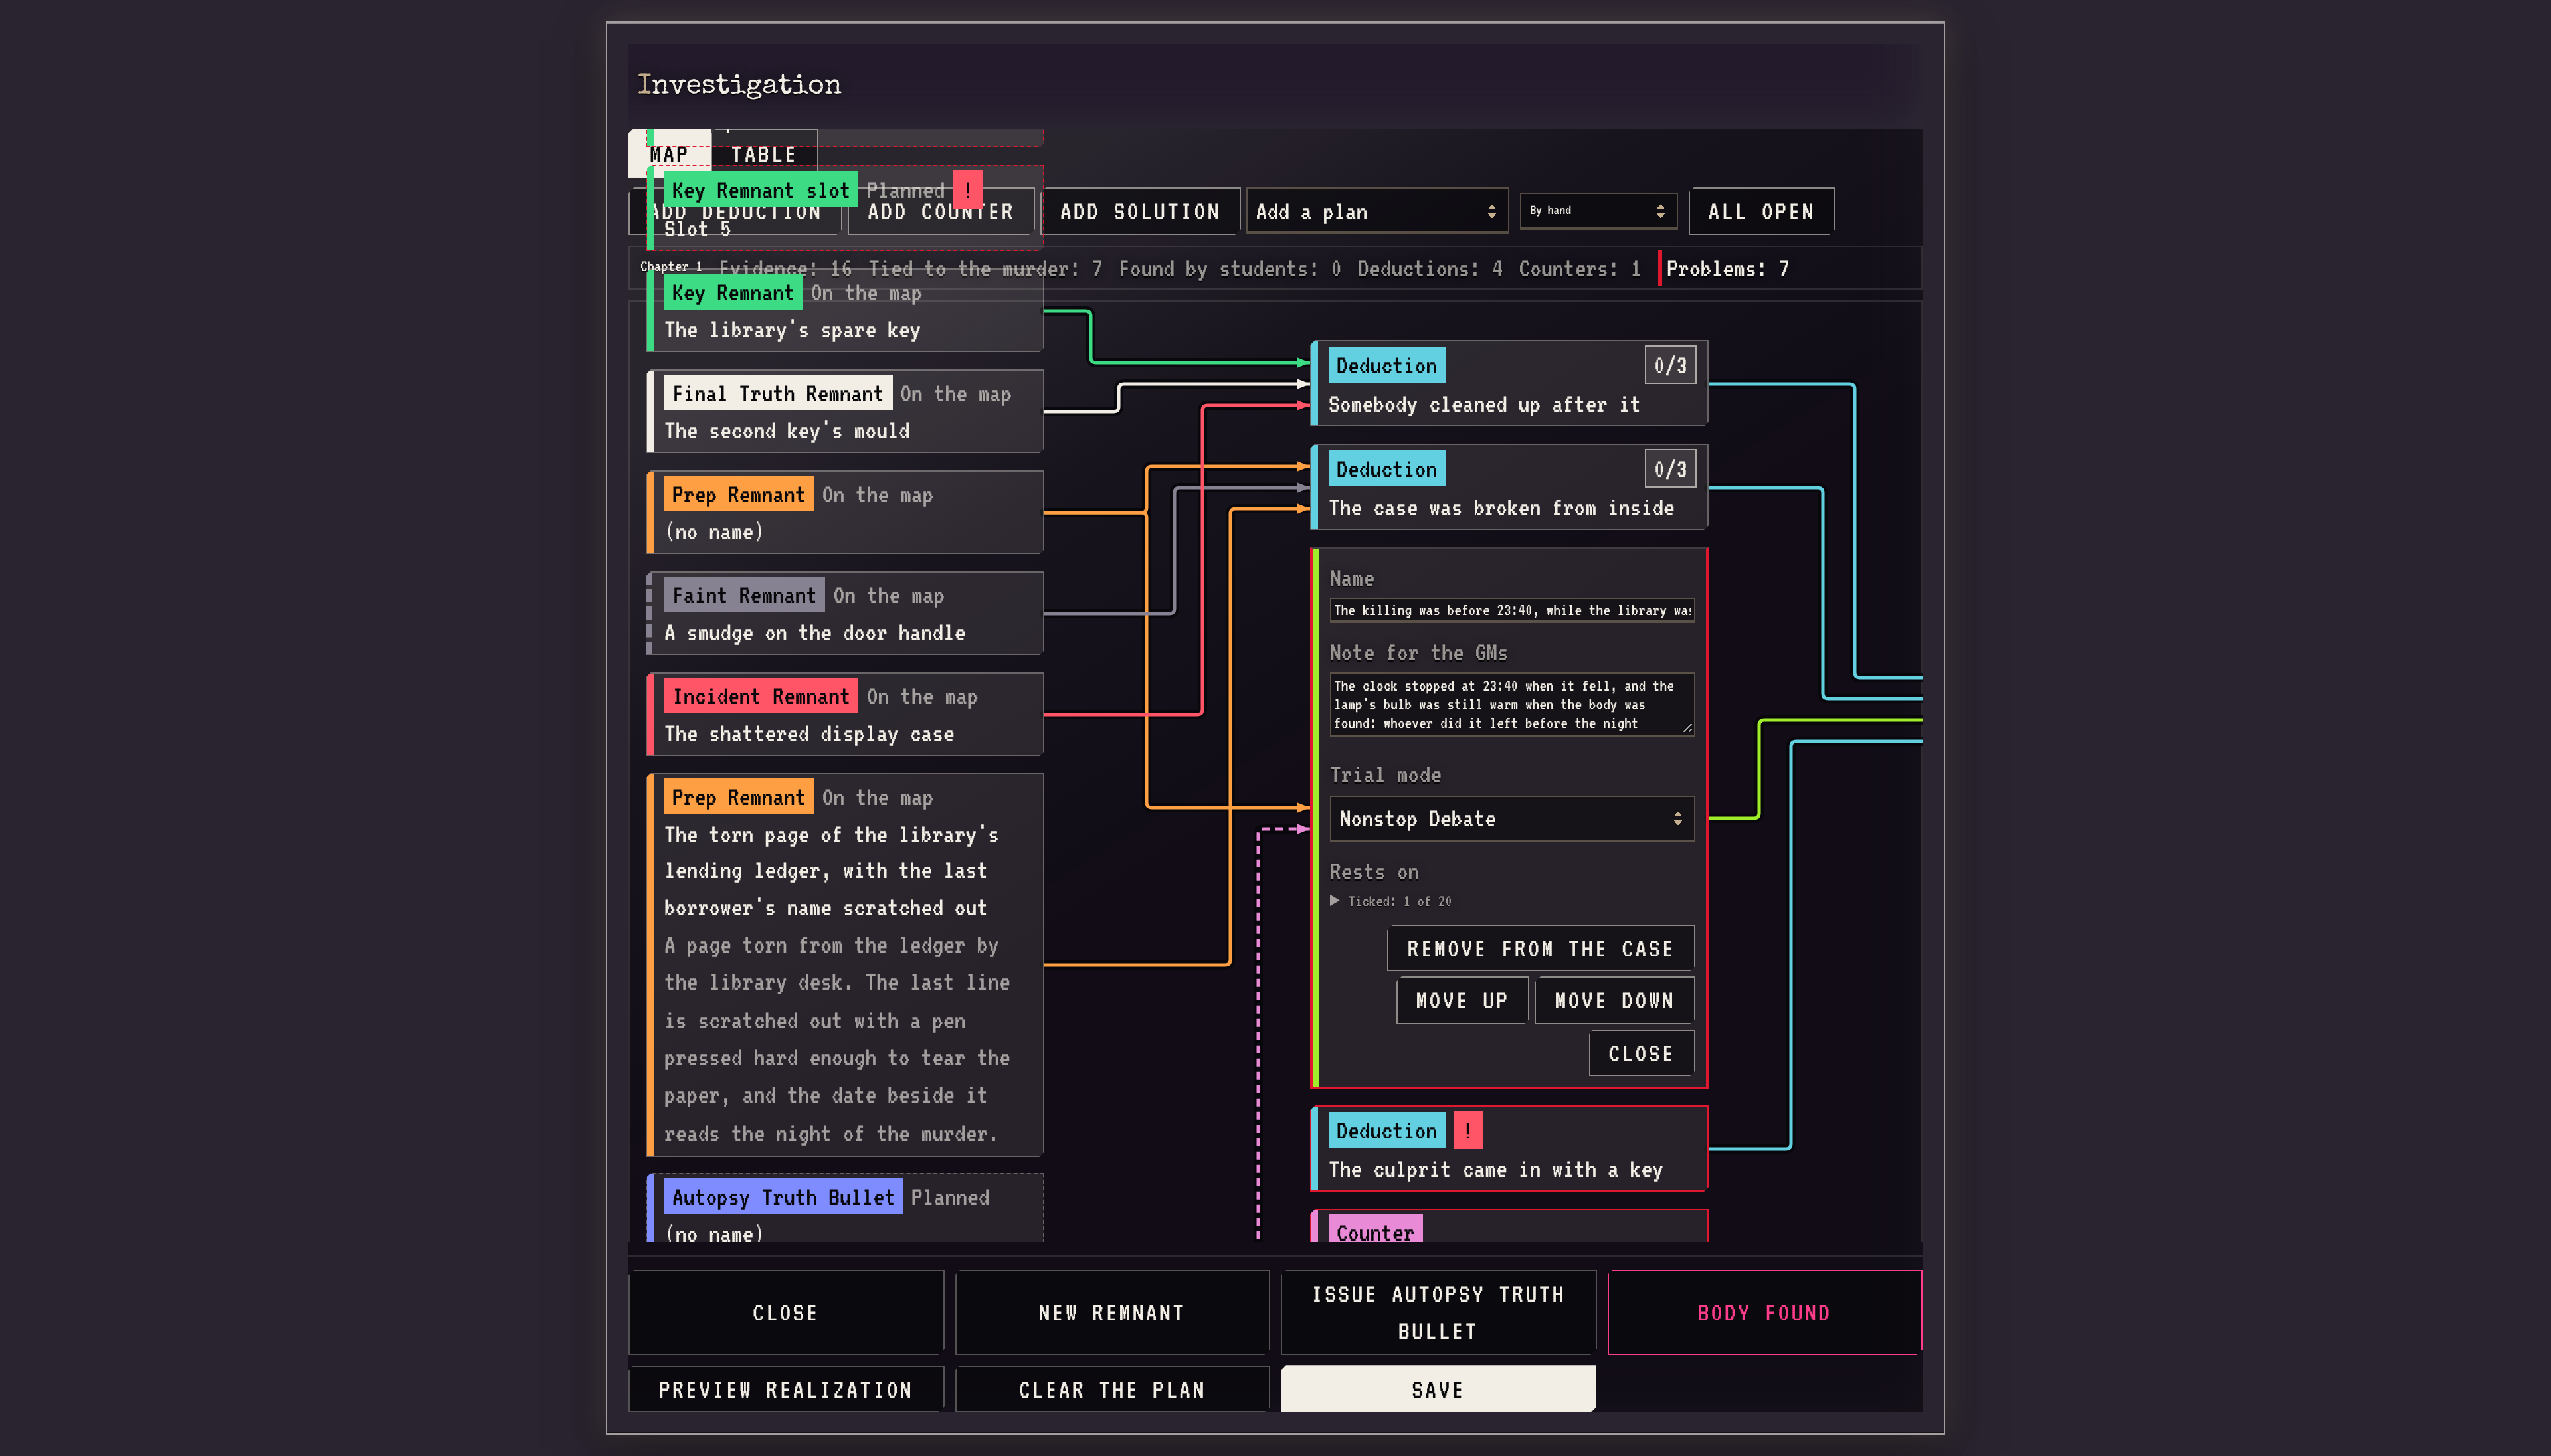 Investigation
MAP
TABLE
Key Remnant slot Planned !
Slot 5
ADD DEDUCTION
ADD COUNTER
ADD SOLUTION
Add a plan
By hand
ALL OPEN
Chapter 1 Evidence: 16 Tied to the murder: 7 Found by students: 0 Deductions: 4 Counters: 1 Problems: 7
Key Remnant On the map
The library's spare key
Final Truth Remnant On the map
The second key's mould
Prep Remnant On the map
(no name)
Faint Remnant On the map
A smudge on the door handle
Incident Remnant On the map
The shattered display case
Prep Remnant On the map
The torn page of the library's
lending ledger, with the last
borrower's name scratched out
A page torn from the ledger by
the library desk. The last line
is scratched out with a pen
pressed hard enough to tear the
paper, and the date beside it
reads the night of the murder.
Autopsy Truth Bullet Planned
(no name)
Deduction 0/3
Somebody cleaned up after it
Deduction 0/3
The case was broken from inside
Name
The killing was before 23:40, while the library was
Note for the GMs
The clock stopped at 23:40 when it fell, and the
lamp's bulb was still warm when the body was
found: whoever did it left before the night
Trial mode
Nonstop Debate
Rests on
Ticked: 1 of 20
REMOVE FROM THE CASE
MOVE UP
MOVE DOWN
CLOSE
Deduction !
The culprit came in with a key
Counter
CLOSE
NEW REMNANT
ISSUE AUTOPSY TRUTH
BULLET
BODY FOUND
PREVIEW REALIZATION
CLEAR THE PLAN
SAVE